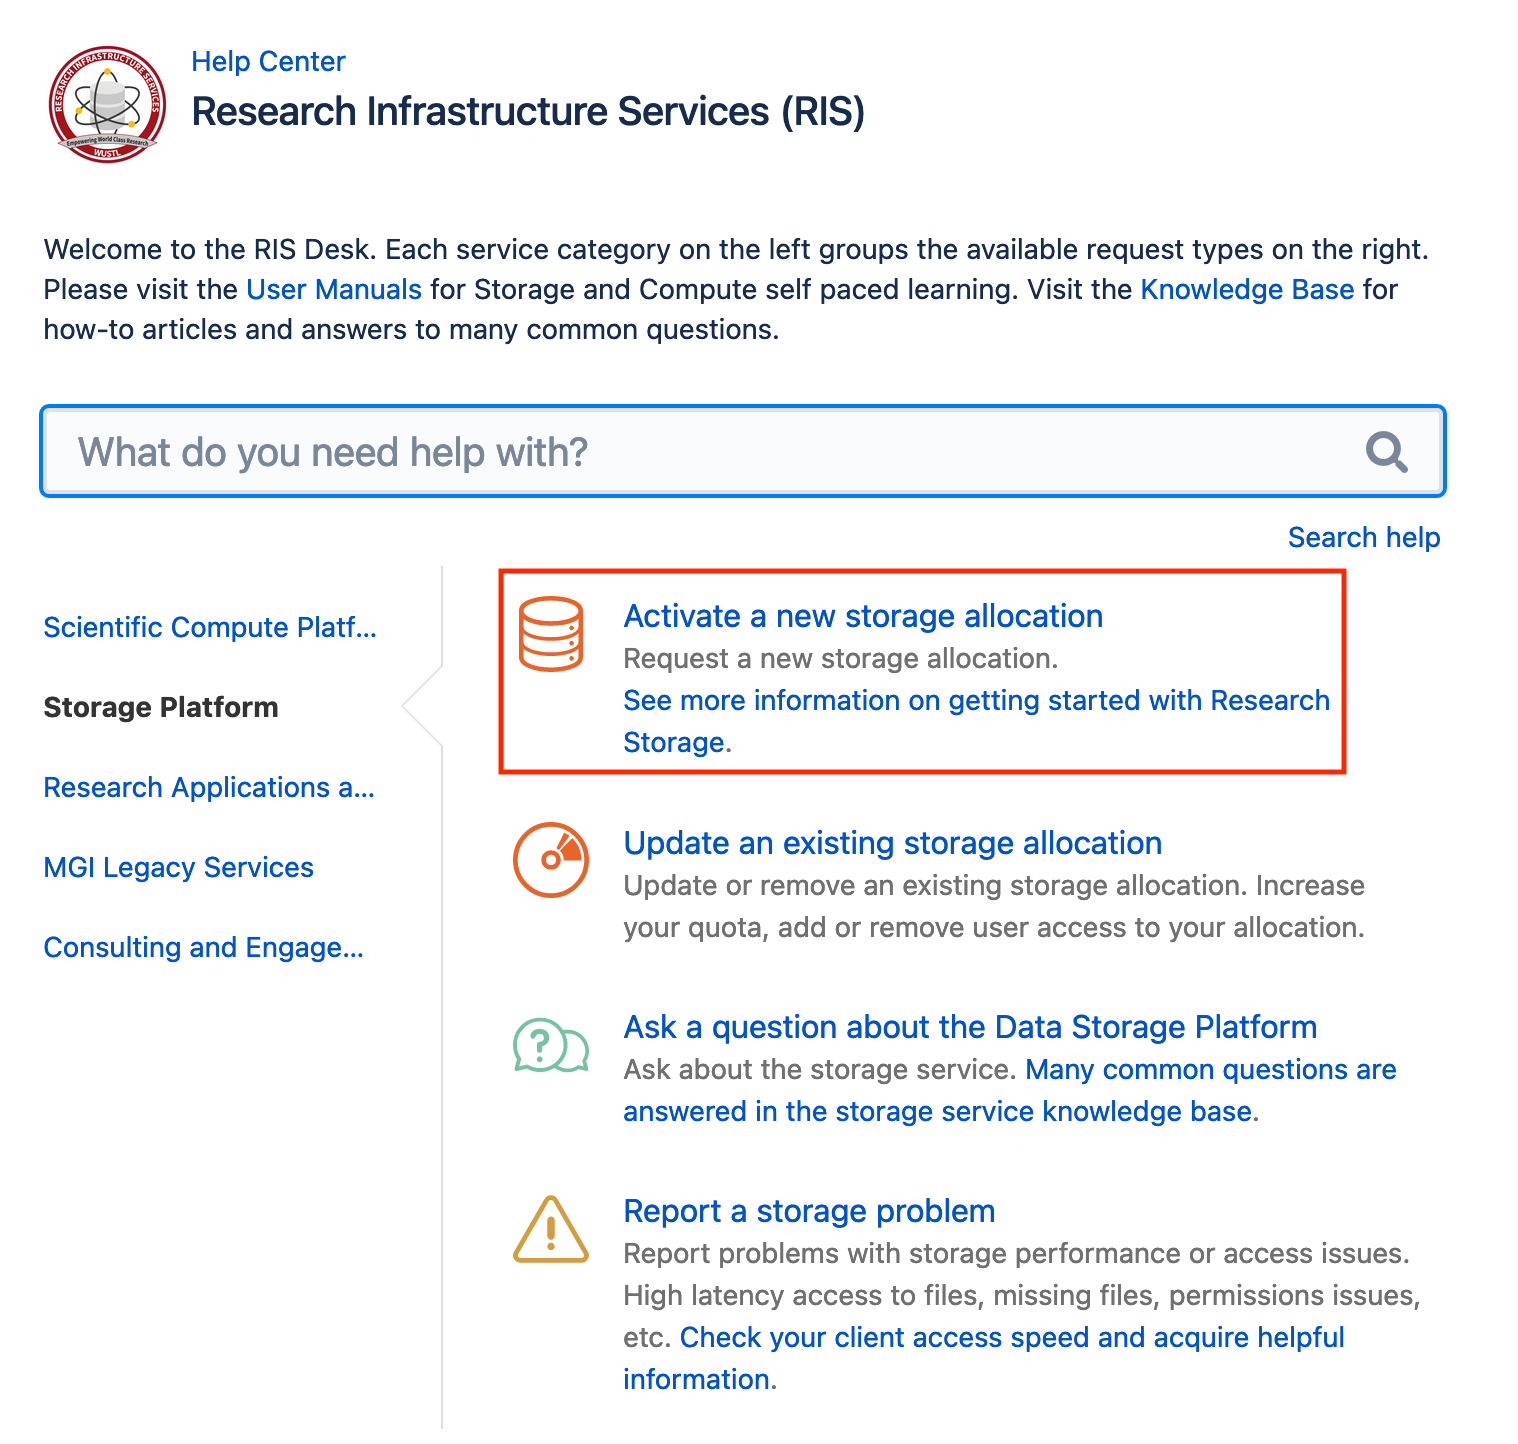 RESEARCH INFRASTRUCTURE SERVICES
Empowering World Class Research
WUSTL
Help Center
Research Infrastructure Services (RIS)
Welcome to the RIS Desk. Each service category on the left groups the available request types on the right.
Please visit the User Manuals for Storage and Compute self paced learning. Visit the Knowledge Base for
how-to articles and answers to many common questions.
What do you need help with?
Search help
Scientific Compute Platf...
Storage Platform
Research Applications a...
MGI Legacy Services
Consulting and Engage...
Activate a new storage allocation
Request a new storage allocation.
See more information on getting started with Research
Storage.
Update an existing storage allocation
Update or remove an existing storage allocation. Increase
your quota, add or remove user access to your allocation.
Ask a question about the Data Storage Platform
Ask about the storage service. Many common questions are
answered in the storage service knowledge base.
Report a storage problem
Report problems with storage performance or access issues.
High latency access to files, missing files, permissions issues,
etc. Check your client access speed and acquire helpful
information.